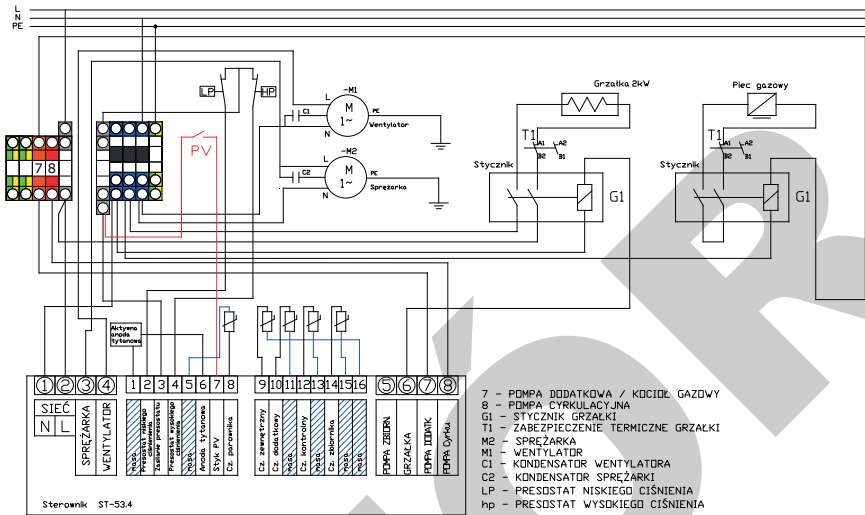 L
N
PE
LP
HP
-M1
L
C1
M
1~
PE
N
Wentylator
-M2
L
C2
M
1~
PE
N
Sprężarka
PV
7 8
Grzałka 2kW
T1
A1 A2
B2 B1
Stycznik
G1
Piec gazowy
T1
A1 A2
B2 B1
Stycznik
G1
Aktywna
anoda
tytanowa
1 2 3 4
SIEĆ
N L
SPRĘŻARKA
WENTYLATOR
1 2 3 4 5 6 7 8
masa
Presostat niskiego
ciśnienienia
Zasilanie presostatu
Presostat wysokiego
ciśnienienia
masa
Anoda tytanowa
Styk PV
Cz. parownika
9 10 11 12 13 14 15 16
Cz. zewnętrzny
Cz. dodatkowy
masa
Cz. kontrolny
masa
Cz. zbiornika
masa
masa
5 6 7 8
POMPA ZBIORN.
GRZAŁKA
POMPA DODATK
POMPA Cyrku
Sterownik ST-53.4
7 - POMPA DODATKOWA / KOCIOŁ GAZOWY
8 - POMPA CYRKULACYJNA
G1 - STYCZNIK GRZAŁKI
T1 - ZABEZPIECZENIE TERMICZNE GRZAŁKI
M2 - SPRĘŻARKA
M1 - WENTYLATOR
C1 - KONDENSATOR WENTYLATORA
C2 - KONDENSATOR SPRĘŻARKI
LP - PRESOSTAT NISKIEGO CIŚNIENIA
hp - PRESOSTAT WYSOKIEGO CIŚNIENIA